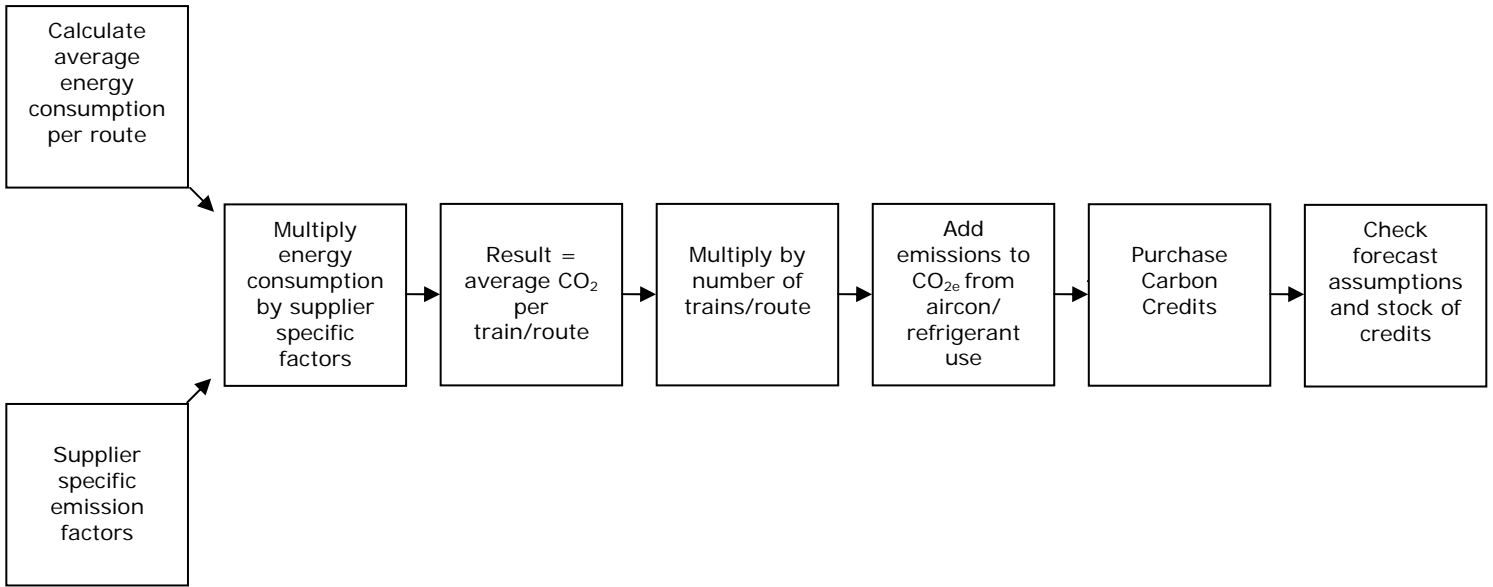 Calculate
average
energy
consumption
per route
Supplier
specific
emission
factors
Multiply
energy
consumption
by supplier
specific
factors
Result =
average CO₂
per
train/route
Multiply by
number of
trains/route
Add
emissions to
CO₂ₑ from
aircon/
refrigerant
use
Purchase
Carbon
Credits
Check
forecast
assumptions
and stock of
credits